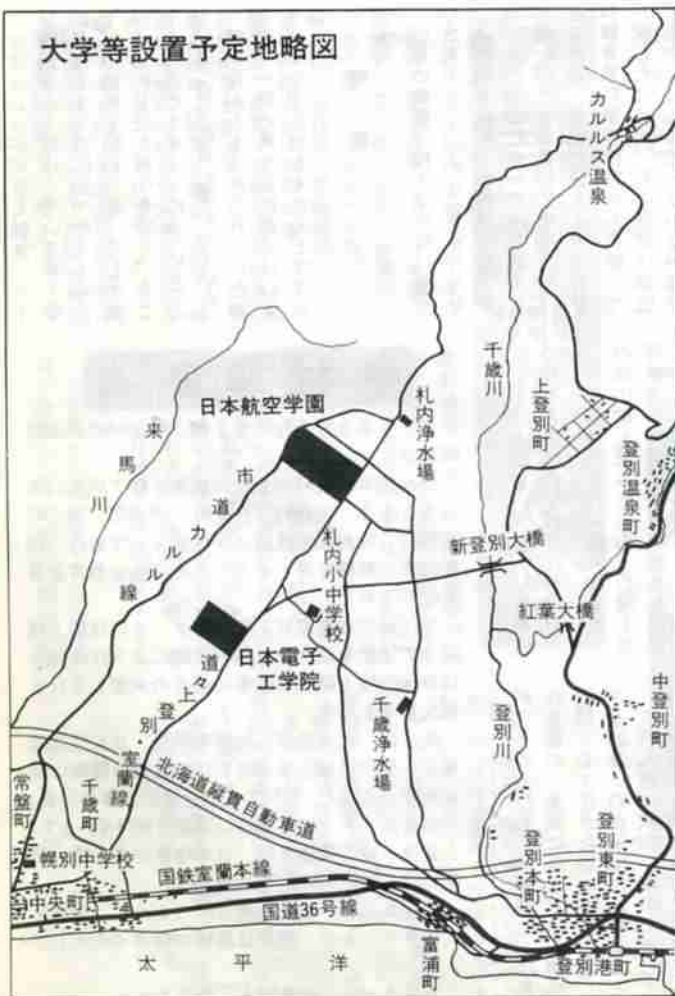 大学等設置予定地略図
カルルス温泉
千歳川
札内浄水場
上登別町
登別温泉町
日本航空学園
来馬川
市道カルルス線
札内小中学校
新登別大橋
紅葉大橋
日本電子
工学院
道々上登別・室蘭線
千歳浄水場
登別川
中登別町
北海道縦貫自動車道
常盤町
千歳町
幌別中学校
登別本町
登別東町
国鉄室蘭本線
中央町
国道36号線
富浦町
登別港町
太平洋